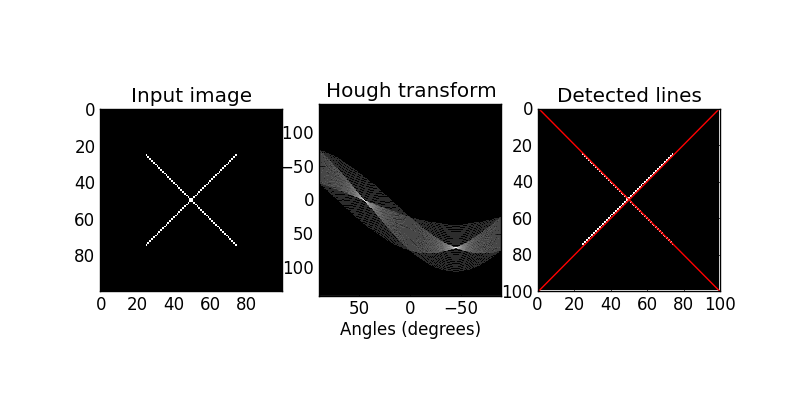 Input image
0
20
40
60
80
0 20 40 60 80
Hough transform
100
−50
0
50
100
50 0 −50
Angles (degrees)
Detected lines
0
20
40
60
80
100
0 20 40 60 80 100